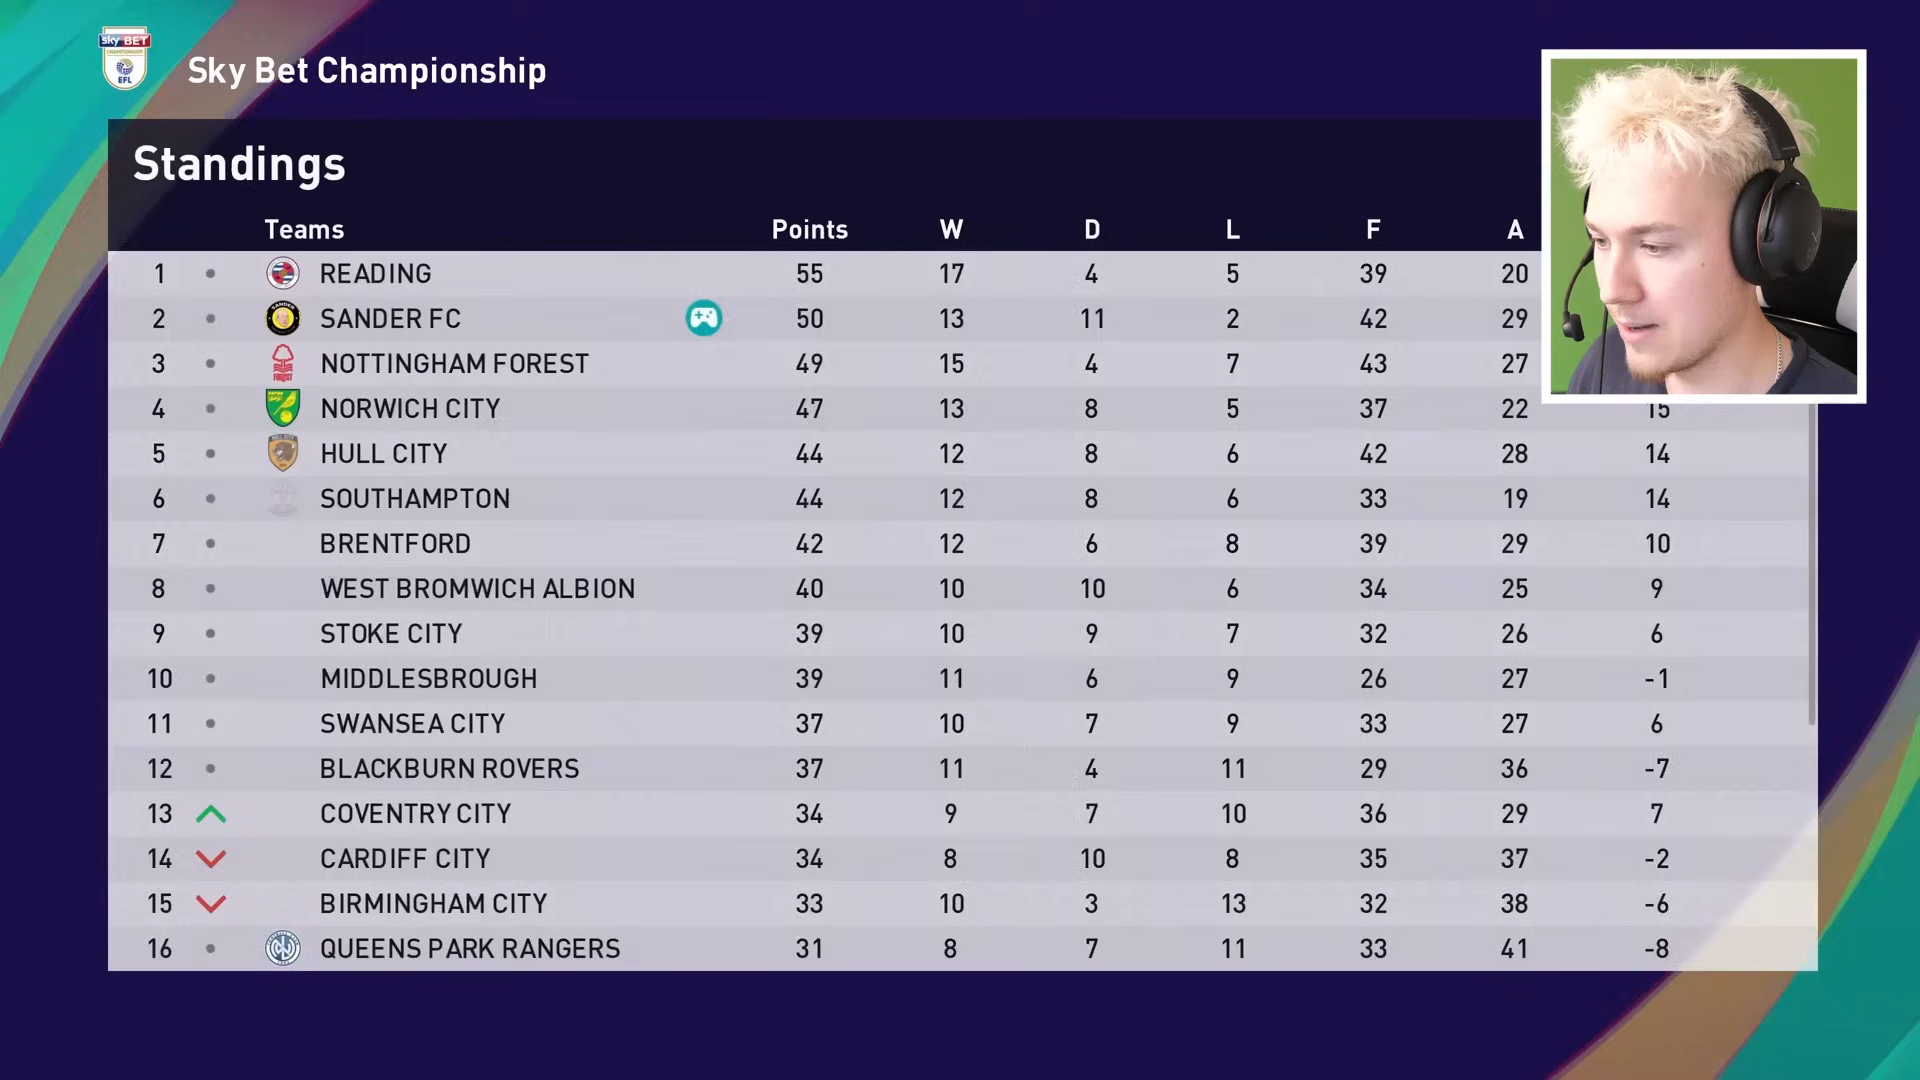 sky BET
CHAMPIONSHIP
EFL
Sky Bet Championship
Standings
Teams Points W D L F A
1 READING 55 17 4 5 39 20
2 SANDER FC 50 13 11 2 42 29
3 NOTTINGHAM FOREST 49 15 4 7 43 27
4 NORWICH CITY 47 13 8 5 37 22 15
5 HULL CITY 44 12 8 6 42 28 14
6 SOUTHAMPTON 44 12 8 6 33 19 14
7 BRENTFORD 42 12 6 8 39 29 10
8 WEST BROMWICH ALBION 40 10 10 6 34 25 9
9 STOKE CITY 39 10 9 7 32 26 6
10 MIDDLESBROUGH 39 11 6 9 26 27 -1
11 SWANSEA CITY 37 10 7 9 33 27 6
12 BLACKBURN ROVERS 37 11 4 11 29 36 -7
13 COVENTRY CITY 34 9 7 10 36 29 7
14 CARDIFF CITY 34 8 10 8 35 37 -2
15 BIRMINGHAM CITY 33 10 3 13 32 38 -6
16 QUEENS PARK RANGERS 31 8 7 11 33 41 -8